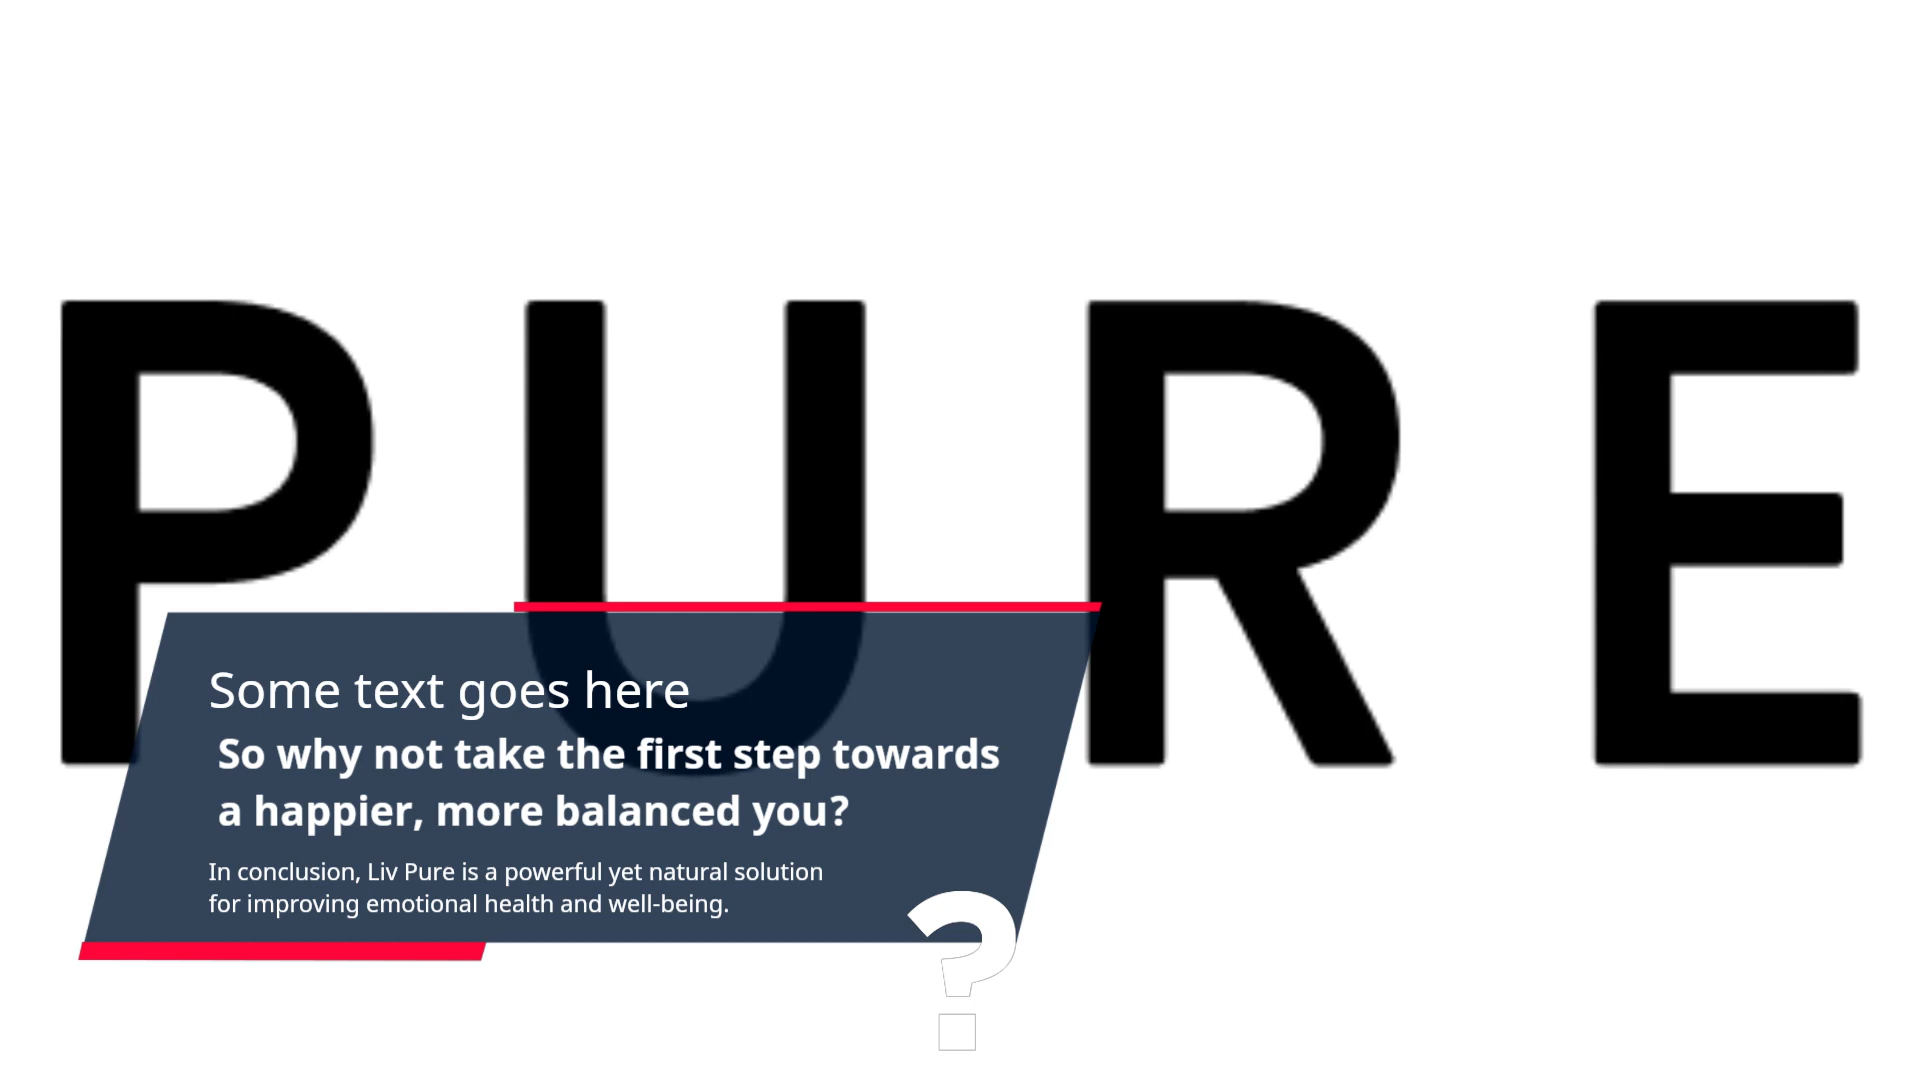 PURE
Some text goes here
So why not take the first step towards
a happier, more balanced you?
In conclusion, Liv Pure is a powerful yet natural solution
for improving emotional health and well-being.
?